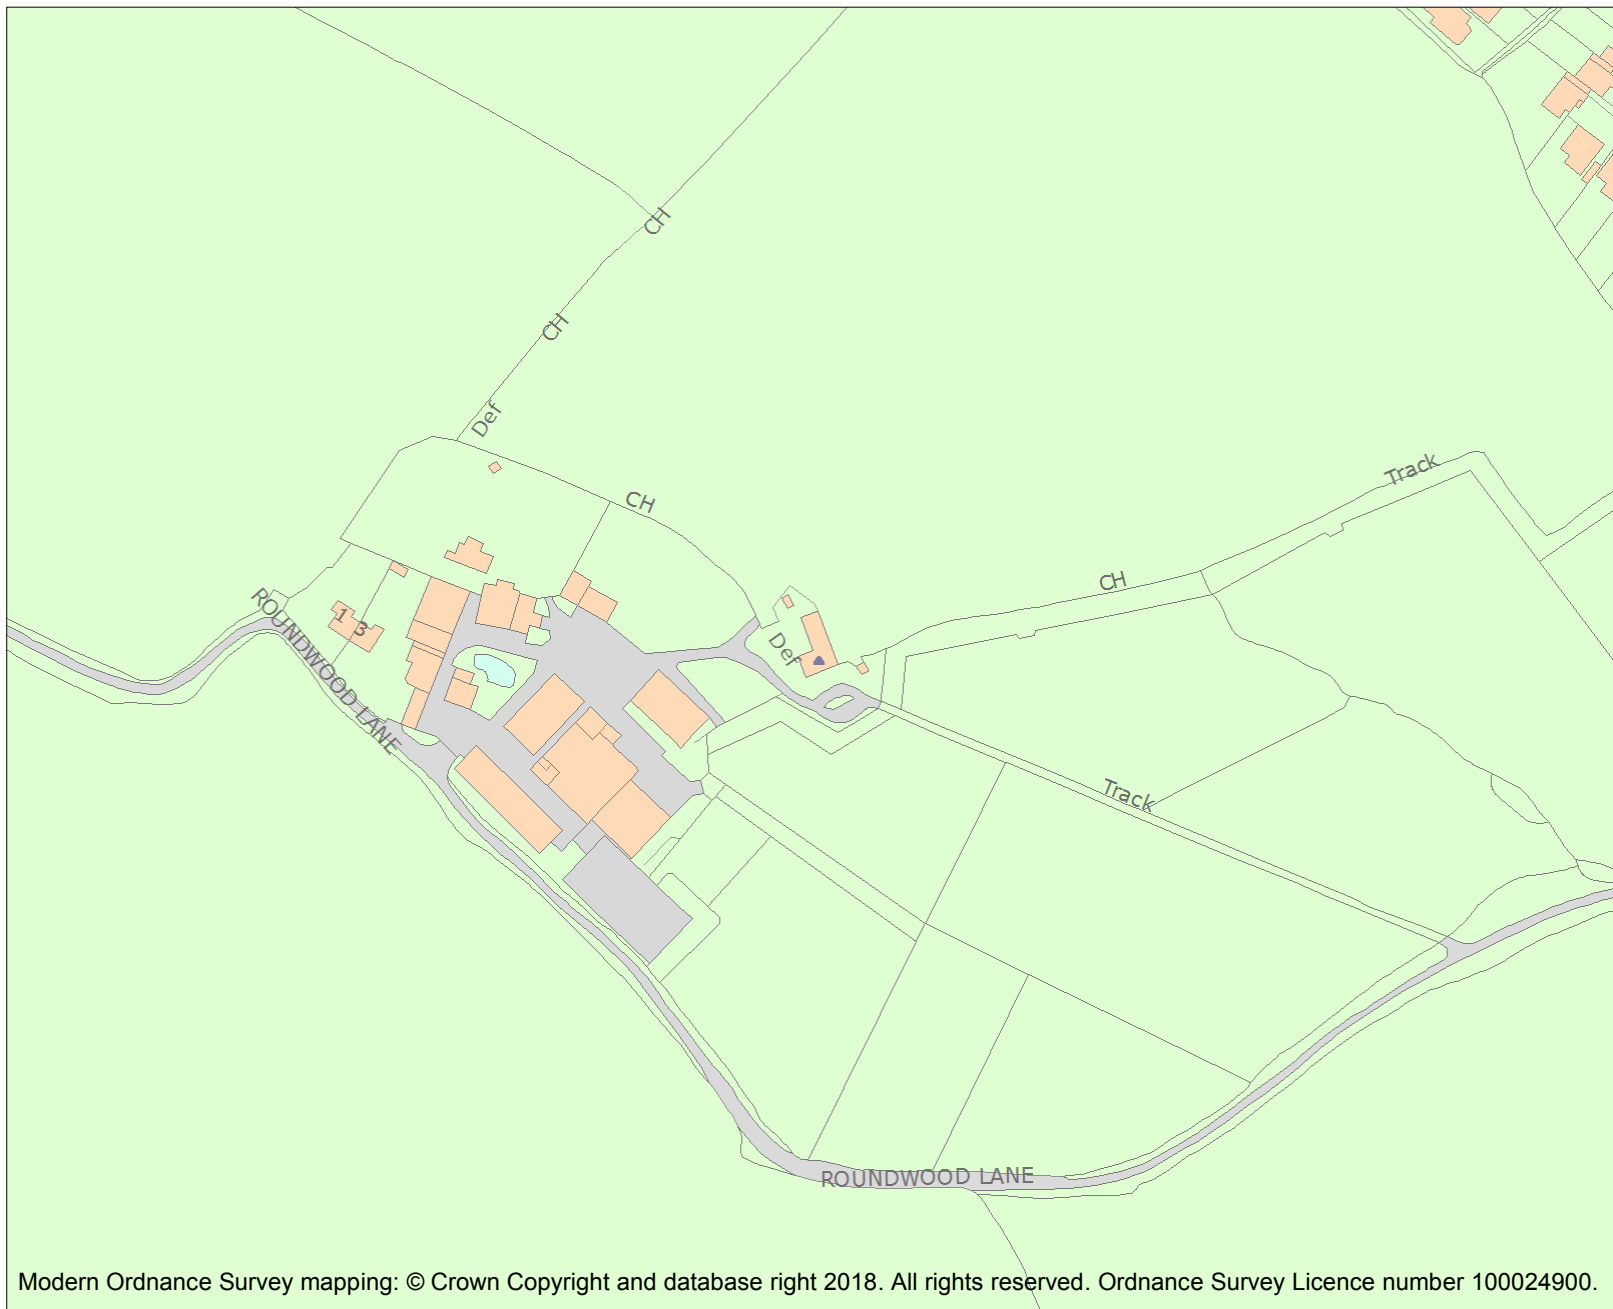 CH
CH
Def
Track
CH
CH
ROUNDWOOD LANE
1 3
Def
Track
ROUNDWOOD LANE
Modern Ordnance Survey mapping: © Crown Copyright and database right 2018. All rights reserved. Ordnance Survey Licence number 100024900.